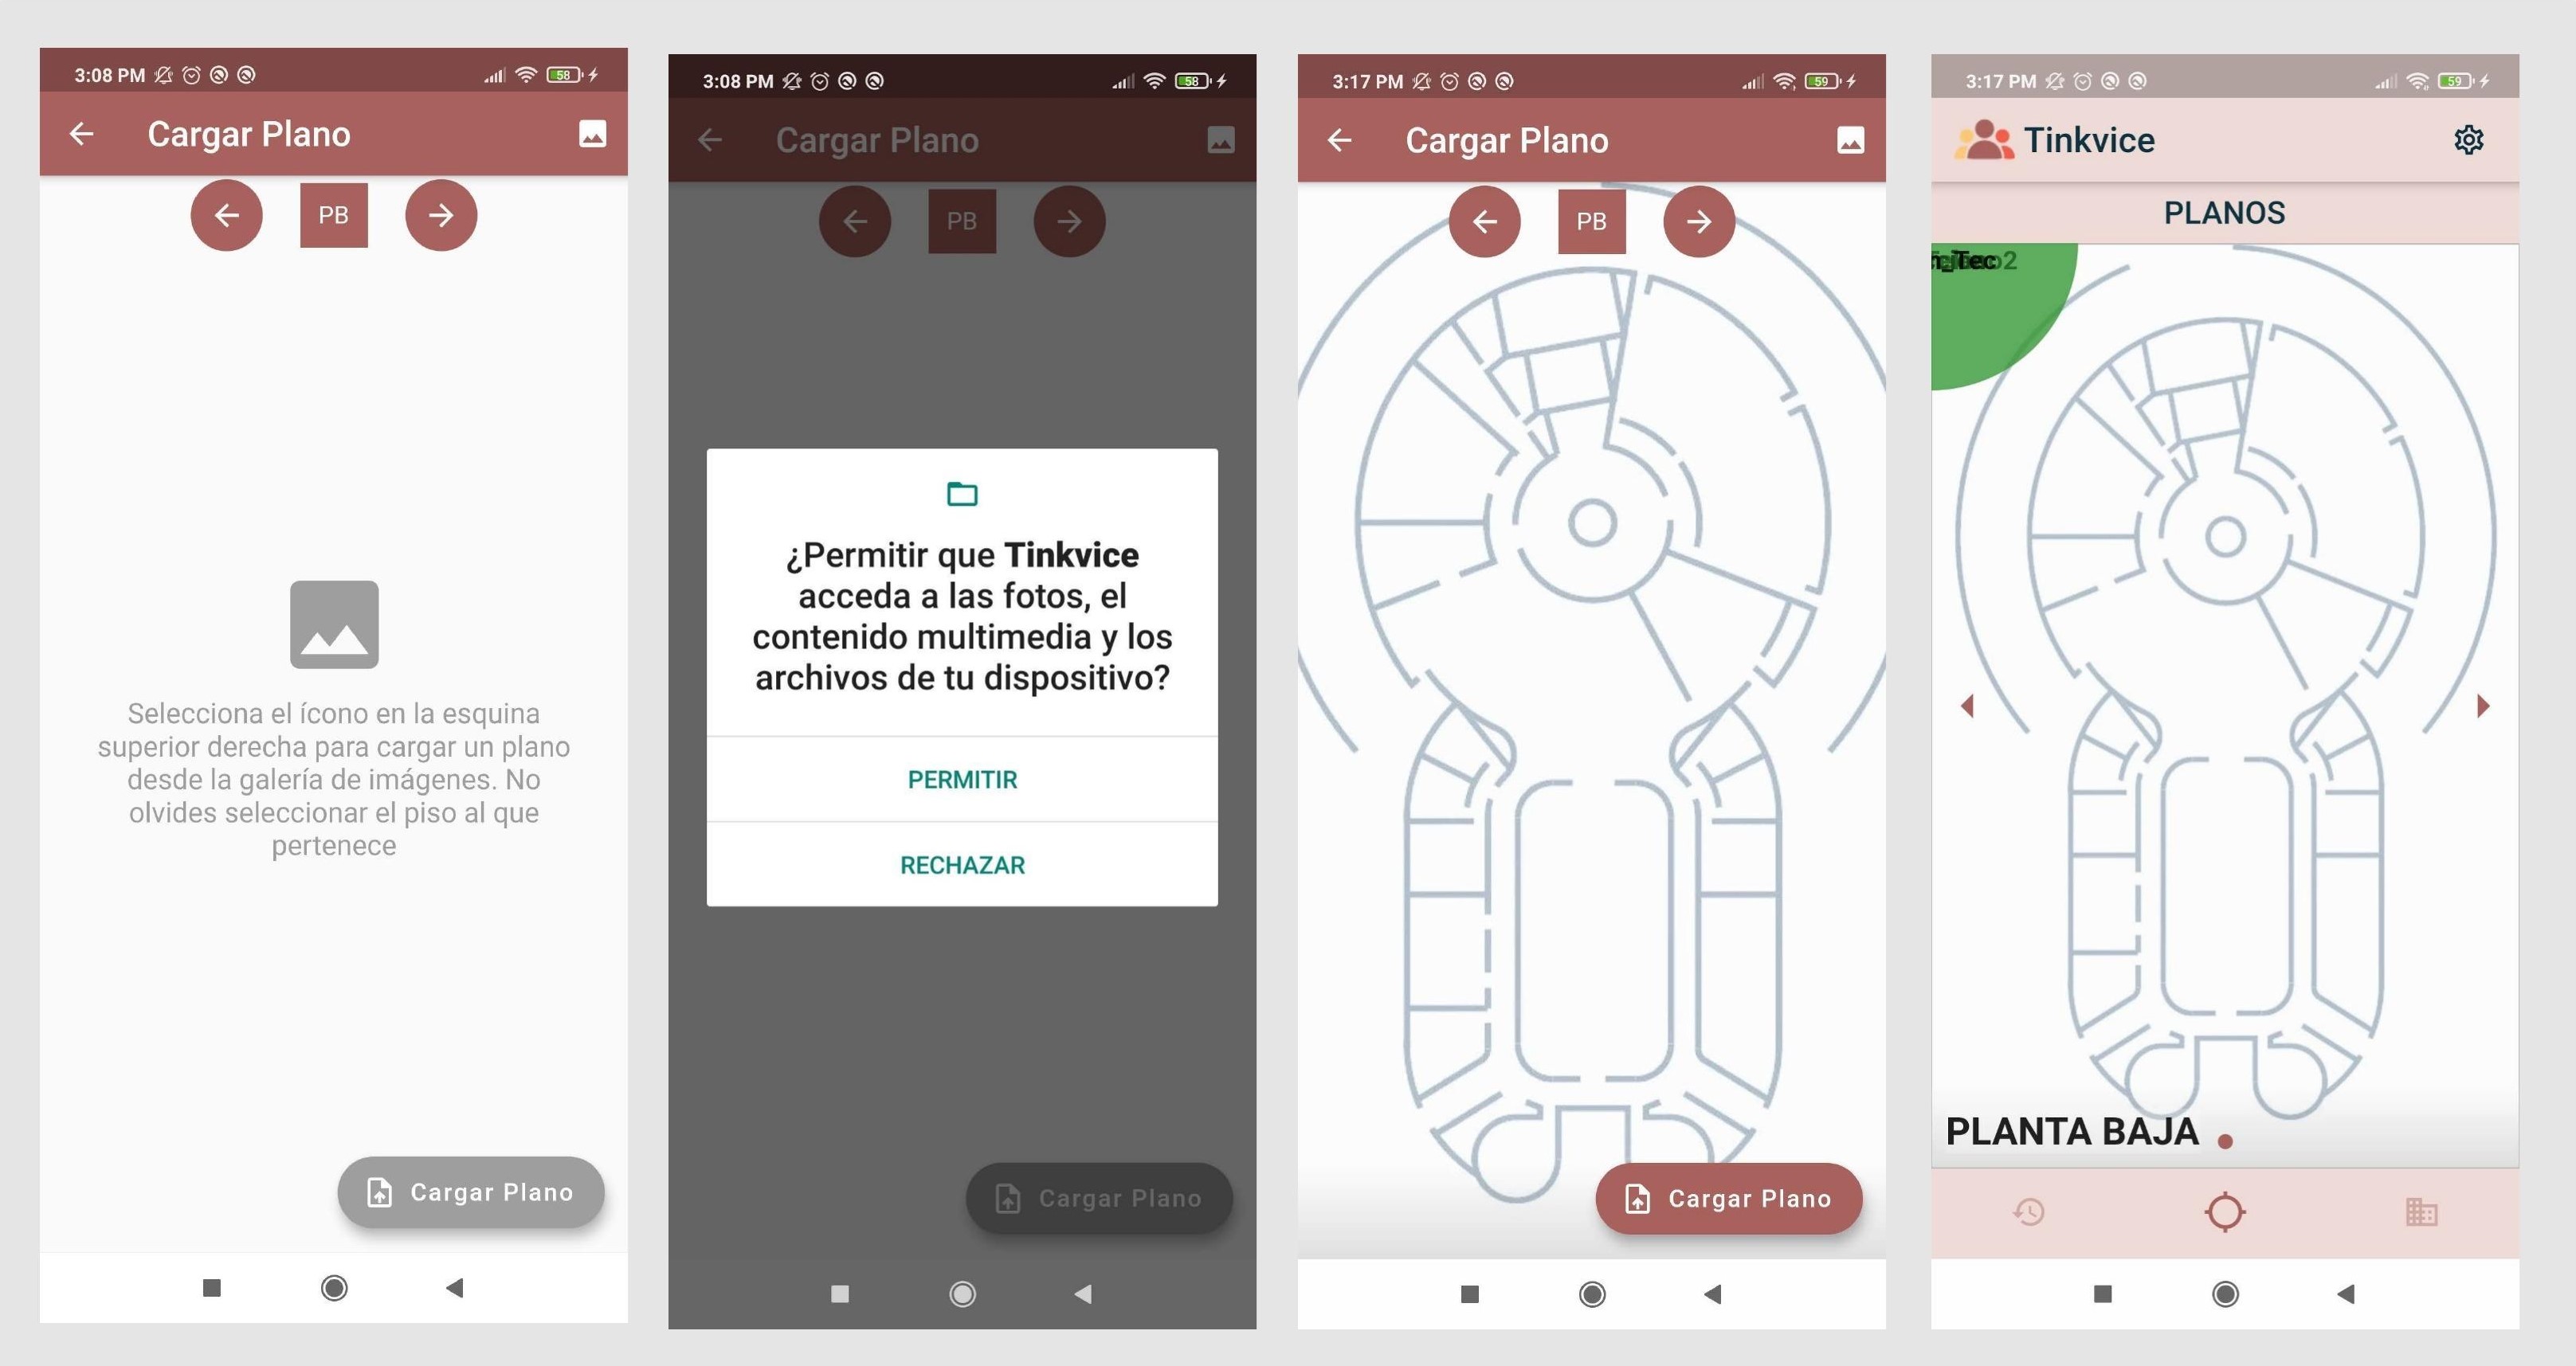 3:08 PM
58
Cargar Plano
PB
Selecciona el ícono en la esquina
superior derecha para cargar un plano
desde la galería de imágenes. No
olvides seleccionar el piso al que
pertenece
Cargar Plano
3:08 PM
58
Cargar Plano
PB
¿Permitir que Tinkvice
acceda a las fotos, el
contenido multimedia y los
archivos de tu dispositivo?
PERMITIR
RECHAZAR
Cargar Plano
3:17 PM
59
Cargar Plano
PB
Cargar Plano
3:17 PM
59
Tinkvice
PLANOS
PLANTA BAJA